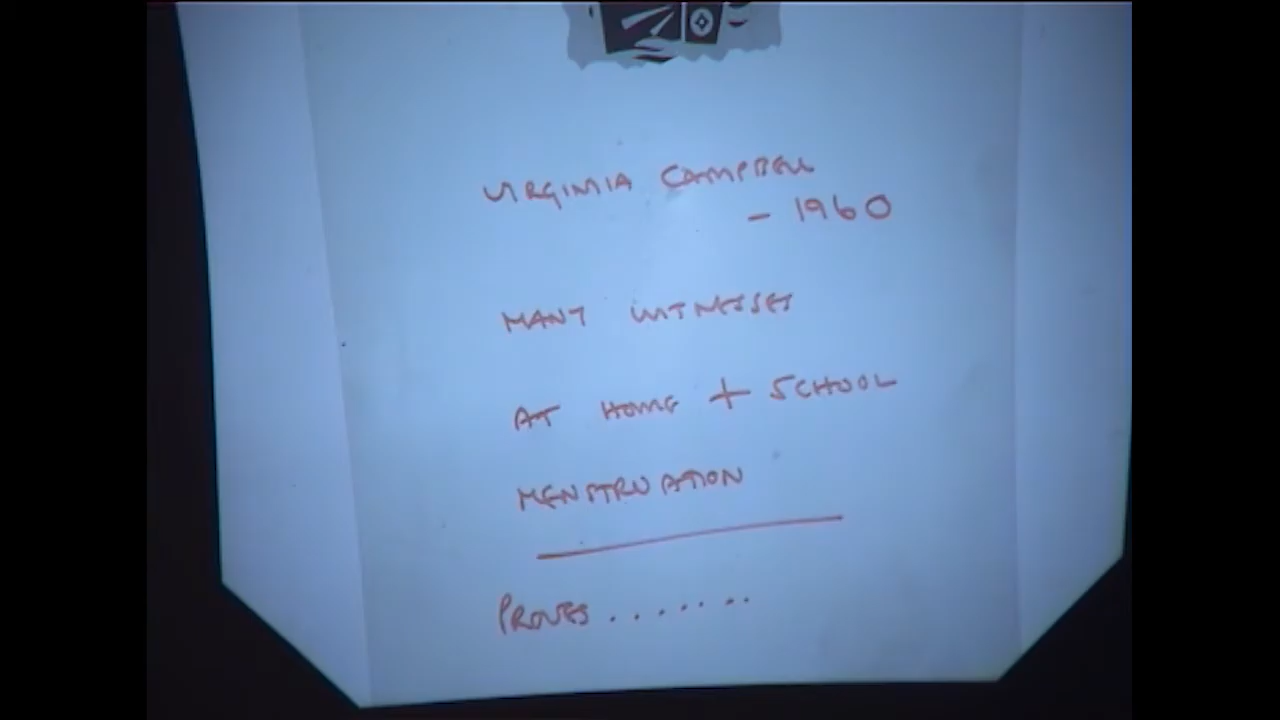 VIRGINIA CAMPBELL
- 1960
MANY WITNESSES
AT HOME + SCHOOL
MENSTRUATION
PROVES.......